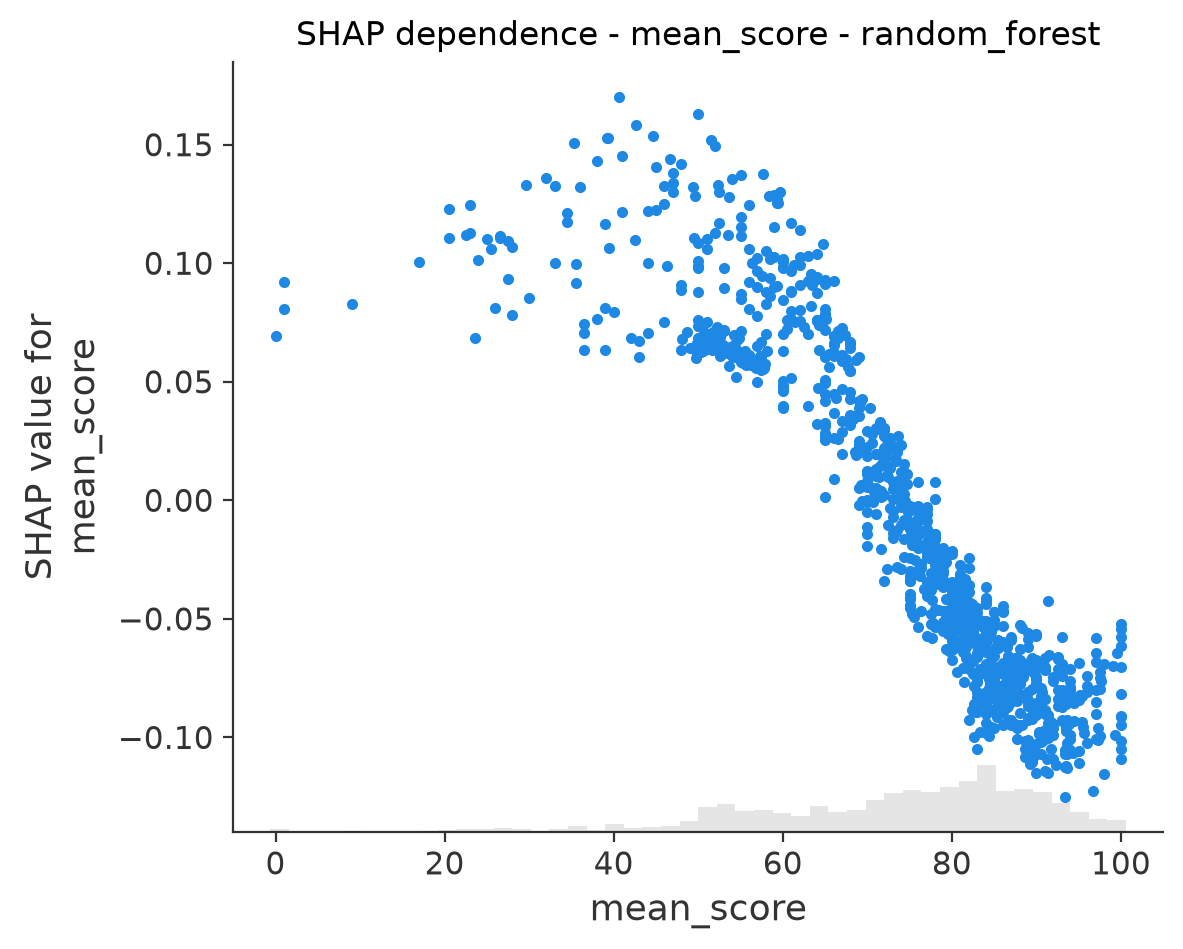 SHAP dependence - mean_score - random_forest
SHAP value for
mean_score
0.15
0.10
0.05
0.00
−0.05
−0.10
0 20 40 60 80 100
mean_score